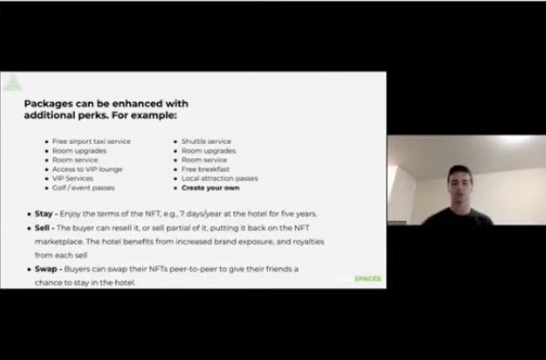 Packages can be enhanced with
additional perks. For example:
• Free airport taxi service
• Room upgrades
• Room service
• Access to VIP lounge
• VIP Services
• Golf / event passes
• Shuttle service
• Room upgrades
• Room service
• Free breakfast
• Local attraction passes
• Create your own
• Stay - Enjoy the terms of the NFT, e.g., 7 days/year at the hotel for five years.
• Sell - The buyer can resell it, or sell partial of it, putting it back on the NFT
marketplace. The hotel benefits from increased brand exposure, and royalties
from each sell
• Swap - Buyers can swap their NFTs peer-to-peer to give their friends a
chance to stay in the hotel.
SPACES